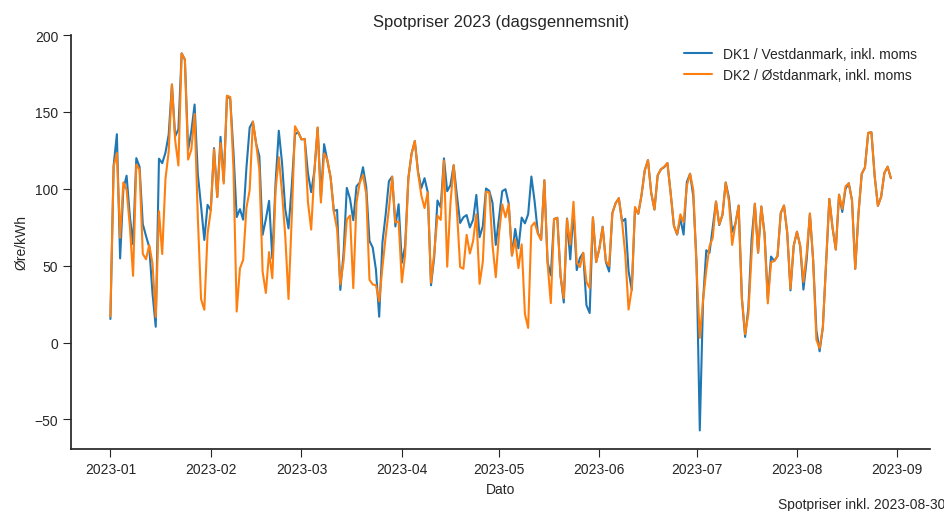 Spotpriser 2023 (dagsgennemsnit)
DK1 / Vestdanmark, inkl. moms
DK2 / Østdanmark, inkl. moms
Øre/kWh
200
150
100
50
0
−50
2023-01
2023-02
2023-03
2023-04
2023-05
2023-06
2023-07
2023-08
2023-09
Dato
Spotpriser inkl. 2023-08-30